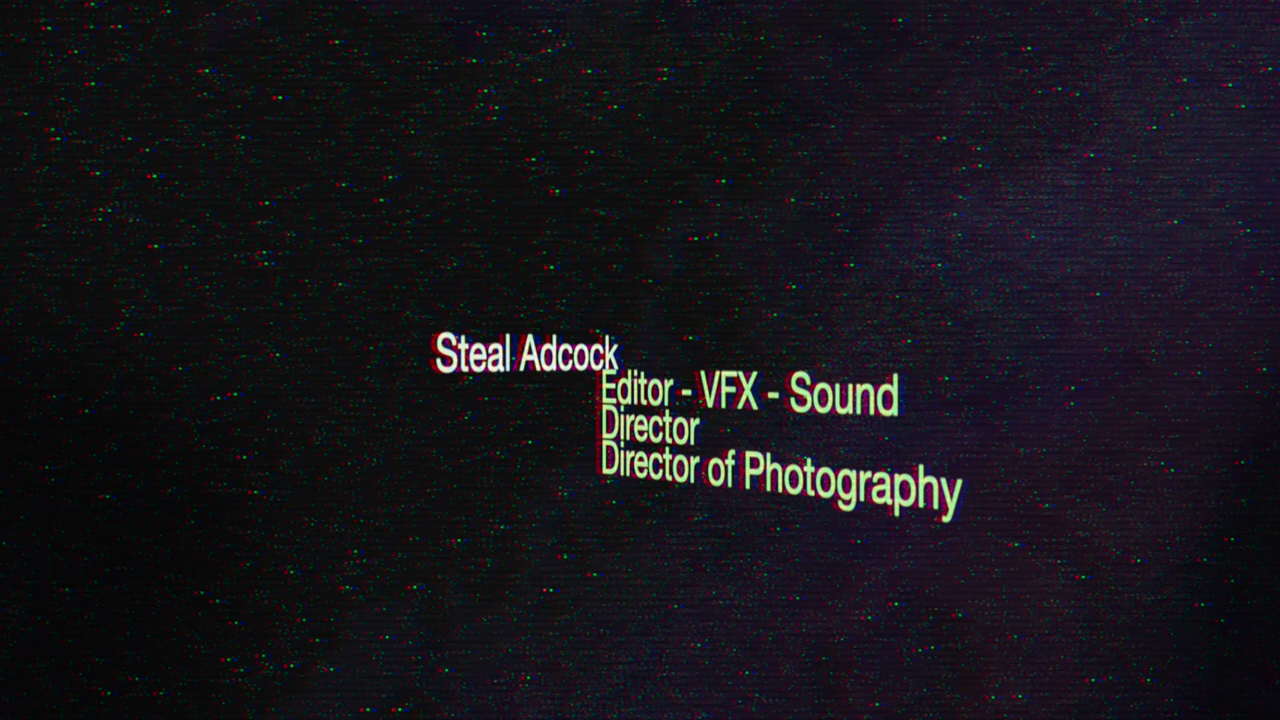 Steal Adcock
Editor - VFX - Sound
Director
Director of Photography